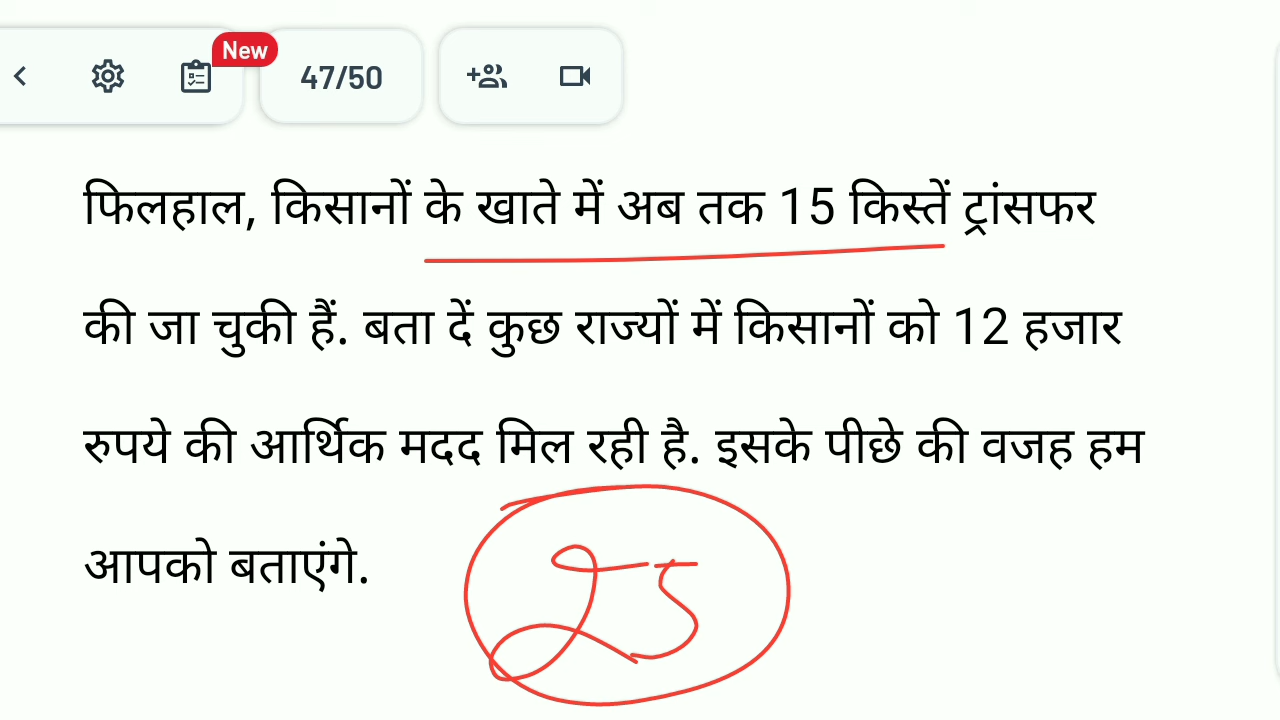 New
47/50
फिलहाल, किसानों के खाते में अब तक 15 किस्तें ट्रांसफर
की जा चुकी हैं. बता दें कुछ राज्यों में किसानों को 12 हजार
रुपये की आर्थिक मदद मिल रही है. इसके पीछे की वजह हम
आपको बताएंगे.
25